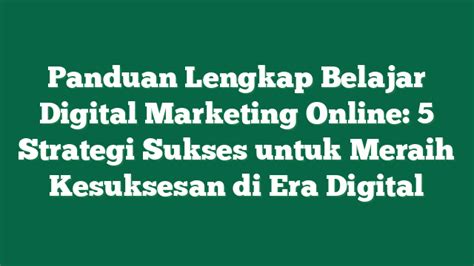 Panduan Lengkap Belajar
Digital Marketing Online: 5
Strategi Sukses untuk Meraih
Kesuksesan di Era Digital